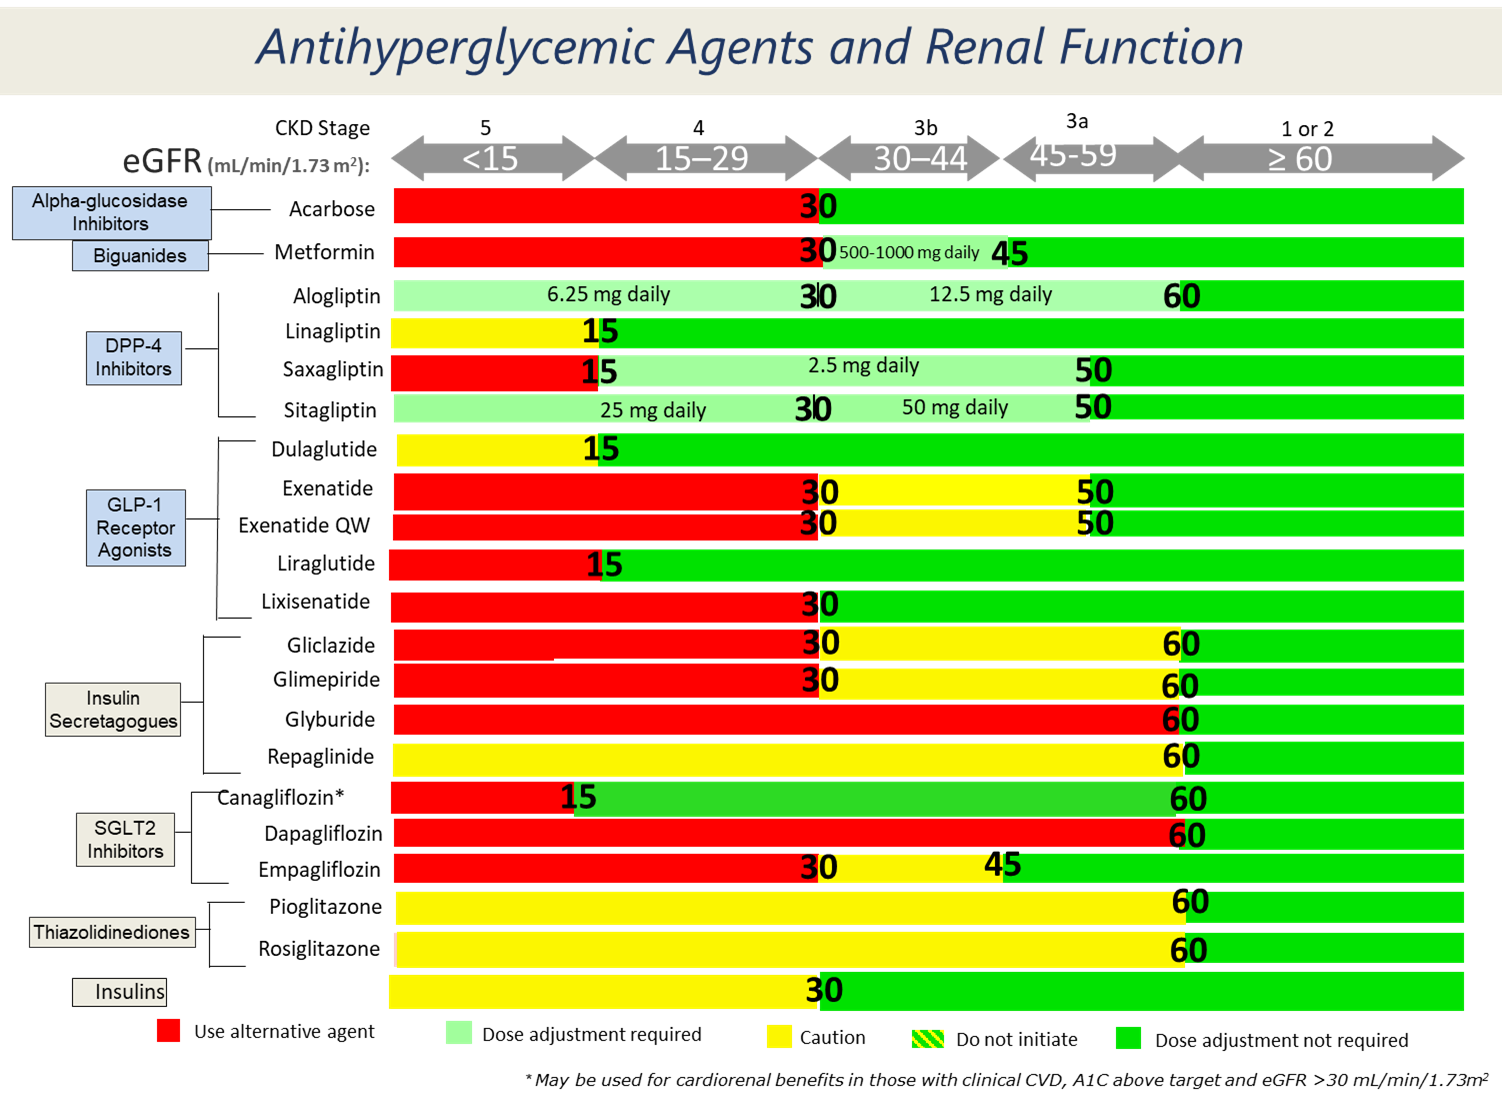 Antihyperglycemic Agents and Renal Function
CKD Stage 5 4 3b 3a 1 or 2
eGFR (mL/min/1.73 m²): <15 15–29 30–44 45-59 ≥ 60
Alpha-glucosidase
Inhibitors
Acarbose 30
Biguanides
Metformin 30 500-1000 mg daily 45
DPP-4
Inhibitors
Alogliptin 6.25 mg daily 30 12.5 mg daily 60
Linagliptin 15
Saxagliptin 15 2.5 mg daily 50
Sitagliptin 25 mg daily 30 50 mg daily 50
GLP-1
Receptor
Agonists
Dulaglutide 15
Exenatide 30 50
Exenatide QW 30 50
Liraglutide 15
Lixisenatide 30
Insulin
Secretagogues
Gliclazide 30 60
Glimepiride 30 60
Glyburide 60
Repaglinide 60
SGLT2
Inhibitors
Canagliflozin* 15 60
Dapagliflozin 60
Empagliflozin 30 45
Thiazolidinediones
Pioglitazone 60
Rosiglitazone 60
Insulins 30
Use alternative agent
Dose adjustment required
Caution
Do not initiate
Dose adjustment not required
*May be used for cardiorenal benefits in those with clinical CVD, A1C above target and eGFR >30 mL/min/1.73m²